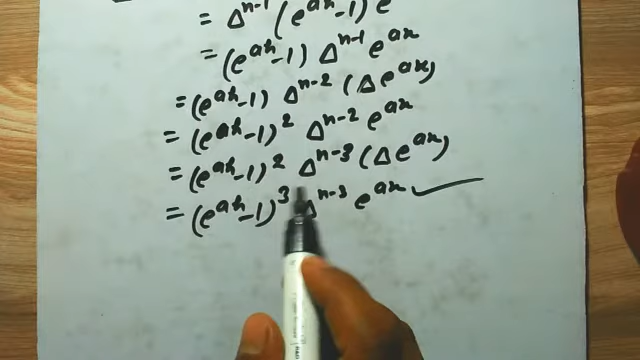 = Δ^{n-1} (e^{ah}-1) e
= (e^{ah}-1) Δ^{n-1} e^{ax}
= (e^{ah}-1) Δ^{n-2} (Δ e^{ax})
= (e^{ah}-1)^2 Δ^{n-2} e^{ax}
= (e^{ah}-1)^2 Δ^{n-3} (Δ e^{ax})
= (e^{ah}-1)^3 Δ^{n-3} e^{ax}